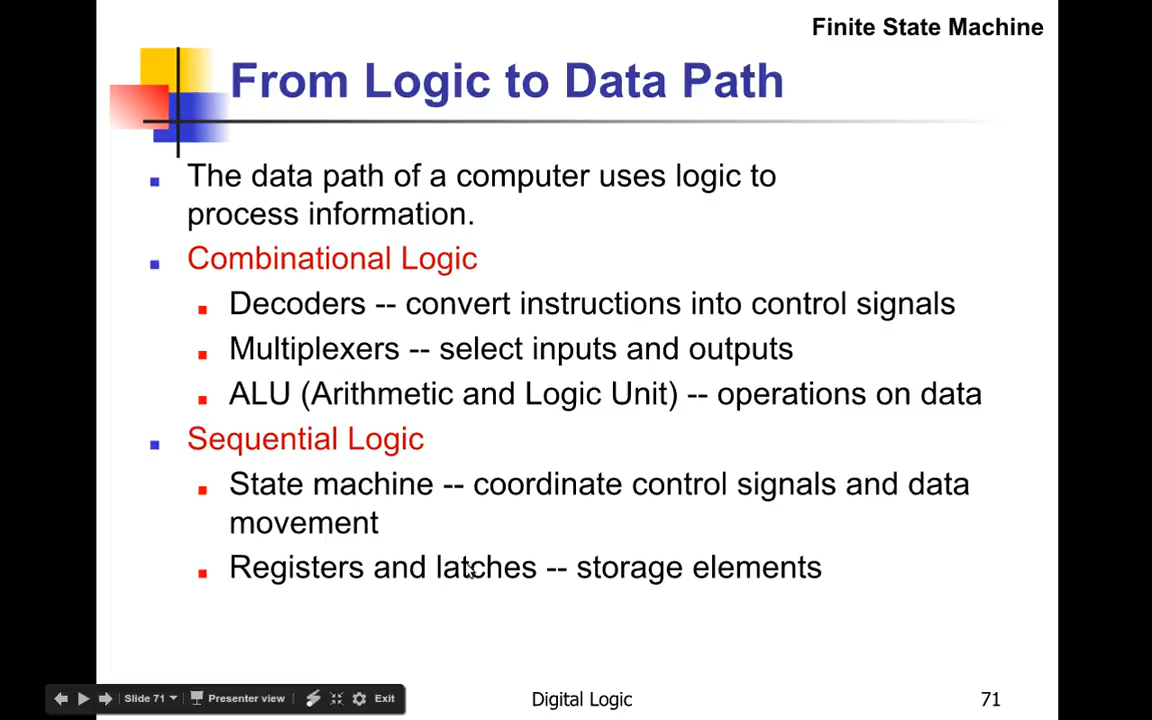 Finite State Machine
From Logic to Data Path
The data path of a computer uses logic to
process information.
Combinational Logic
Decoders -- convert instructions into control signals
Multiplexers -- select inputs and outputs
ALU (Arithmetic and Logic Unit) -- operations on data
Sequential Logic
State machine -- coordinate control signals and data
movement
Registers and latches -- storage elements
Slide 71 Presenter view Exit
Digital Logic
71